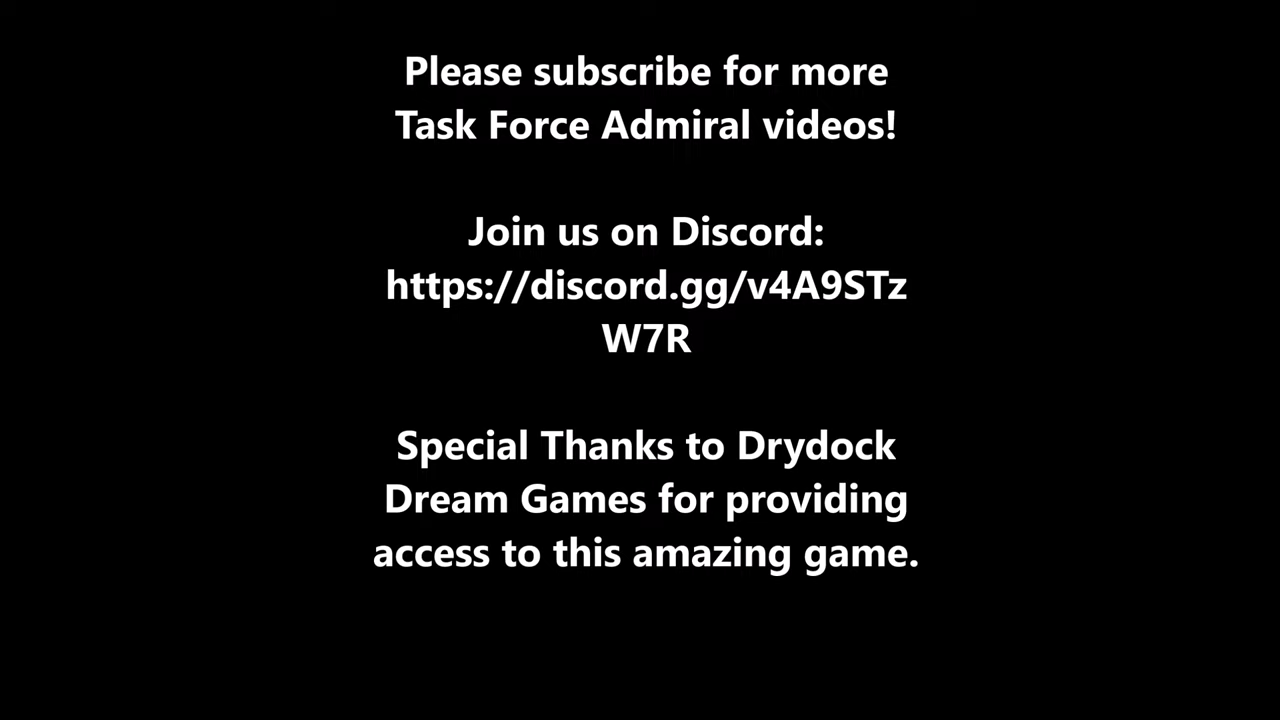 Please subscribe for more
Task Force Admiral videos!
Join us on Discord:
https://discord.gg/v4A9STz
W7R
Special Thanks to Drydock
Dream Games for providing
access to this amazing game.